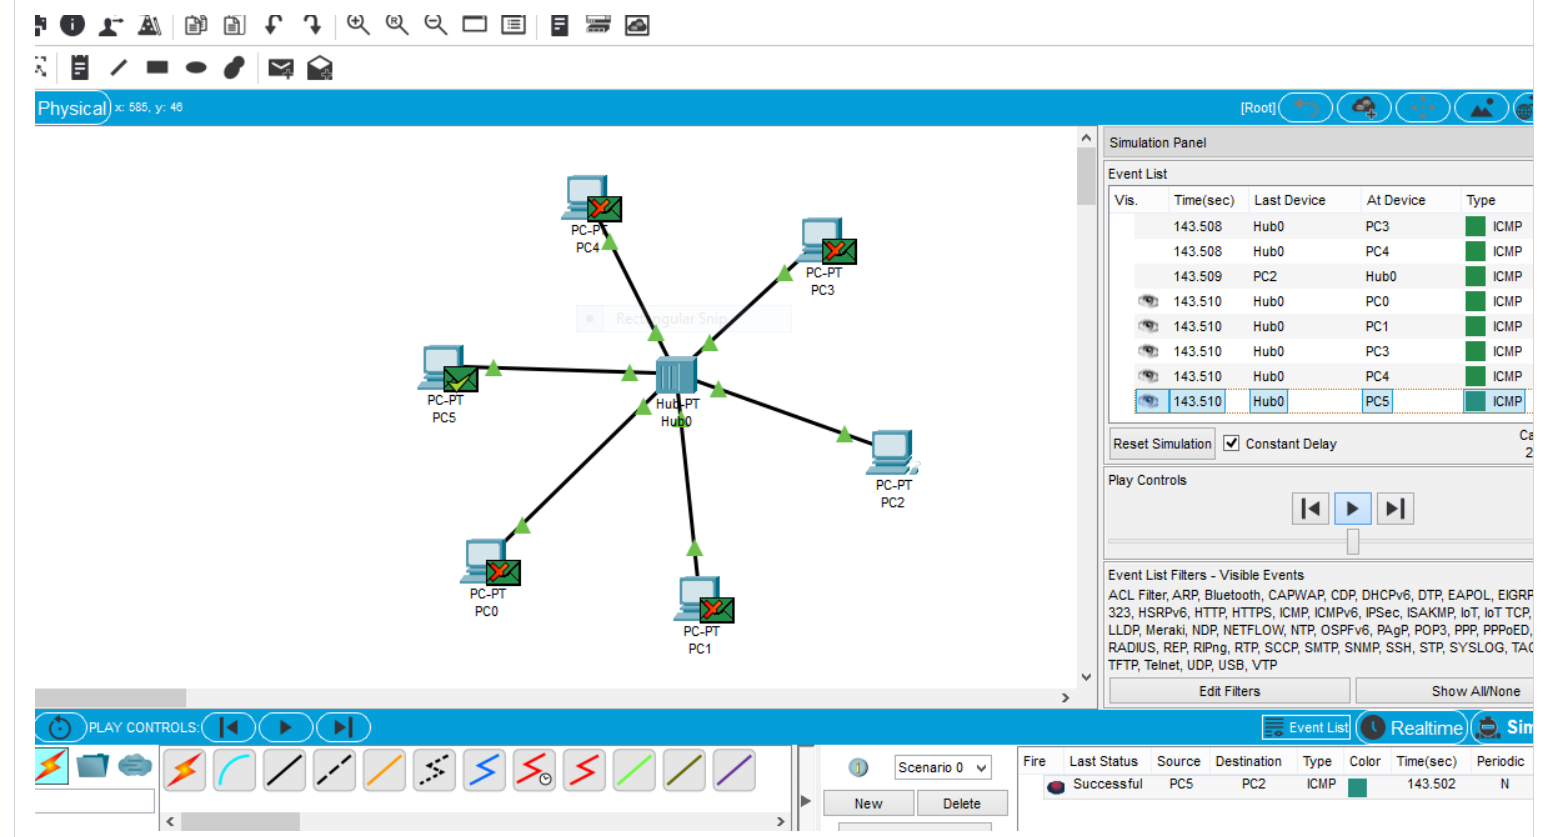 Physical x: 585, y: 46
[Root]
Simulation Panel
Event List
Vis. Time(sec) Last Device At Device Type
143.508 Hub0 PC3 ICMP
143.508 Hub0 PC4 ICMP
143.509 PC2 Hub0 ICMP
143.510 Hub0 PC0 ICMP
143.510 Hub0 PC1 ICMP
143.510 Hub0 PC3 ICMP
143.510 Hub0 PC4 ICMP
143.510 Hub0 PC5 ICMP
Reset Simulation Constant Delay Ca
2
Play Controls
Event List Filters - Visible Events
ACL Filter, ARP, Bluetooth, CAPWAP, CDP, DHCPv6, DTP, EAPOL, EIGRP
323, HSRPv6, HTTP, HTTPS, ICMP, ICMPv6, IPSec, ISAKMP, IoT, IoT TCP,
LLDP, Meraki, NDP, NETFLOW, NTP, OSPFv6, PAgP, POP3, PPP, PPPoED,
RADIUS, REP, RIPng, RTP, SCCP, SMTP, SNMP, SSH, STP, SYSLOG, TAC
TFTP, Telnet, UDP, USB, VTP
Edit Filters Show All/None
PC-PT
PC4
PC-PT
PC3
Rectangular Snip
PC-PT
PC5
Hub-PT
Hub0
PC-PT
PC2
PC-PT
PC0
PC-PT
PC1
PLAY CONTROLS:
Event List Realtime Sim
Scenario 0
New Delete
Fire Last Status Source Destination Type Color Time(sec) Periodic
Successful PC5 PC2 ICMP 143.502 N